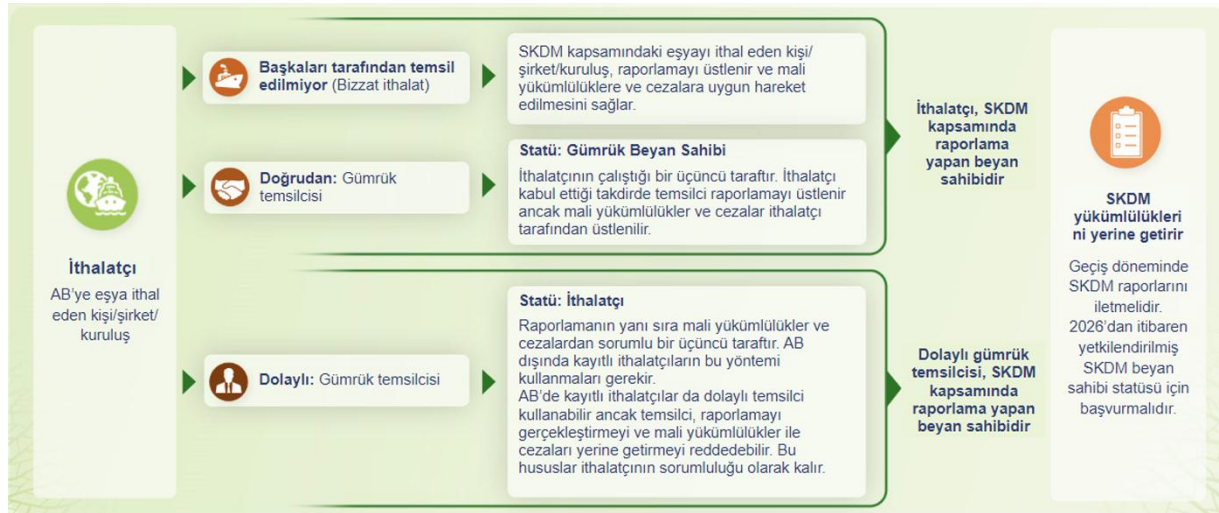 İthalatçı
AB'ye eşya ithal
eden kişi/şirket/
kuruluş
Başkaları tarafından temsil
edilmiyor (Bizzat ithalat)
SKDM kapsamındaki eşyayı ithal eden kişi/
şirket/kuruluş, raporlamayı üstlenir ve mali
yükümlülüklere ve cezalara uygun hareket
edilmesini sağlar.
Doğrudan: Gümrük
temsilcisi
Statü: Gümrük Beyan Sahibi
İthalatçının çalıştığı bir üçüncü taraftır. İthalatçı
kabul ettiği takdirde temsilci raporlamayı üstlenir
ancak mali yükümlülükler ve cezalar ithalatçı
tarafından üstlenilir.
İthalatçı, SKDM
kapsamında
raporlama
yapan beyan
sahibidir
Dolaylı: Gümrük temsilcisi
Statü: İthalatçı
Raporlamanın yanı sıra mali yükümlülükler ve
cezalardan sorumlu bir üçüncü taraftır. AB
dışında kayıtlı ithalatçıların bu yöntemi
kullanmaları gerekir.
AB'de kayıtlı ithalatçılar da dolaylı temsilci
kullanabilir ancak temsilci, raporlamayı
gerçekleştirmeyi ve mali yükümlülükler ile
cezaları yerine getirmeyi reddedebilir. Bu
hususlar ithalatçının sorumluluğu olarak kalır.
Dolaylı gümrük
temsilcisi, SKDM
kapsamında
raporlama yapan
beyan sahibidir
SKDM
yükümlülükleri
ni yerine getirir
Geçiş döneminde
SKDM raporlarını
iletmelidir.
2026'dan itibaren
yetkilendirilmiş
SKDM beyan
sahibi statüsü için
başvurmalıdır.